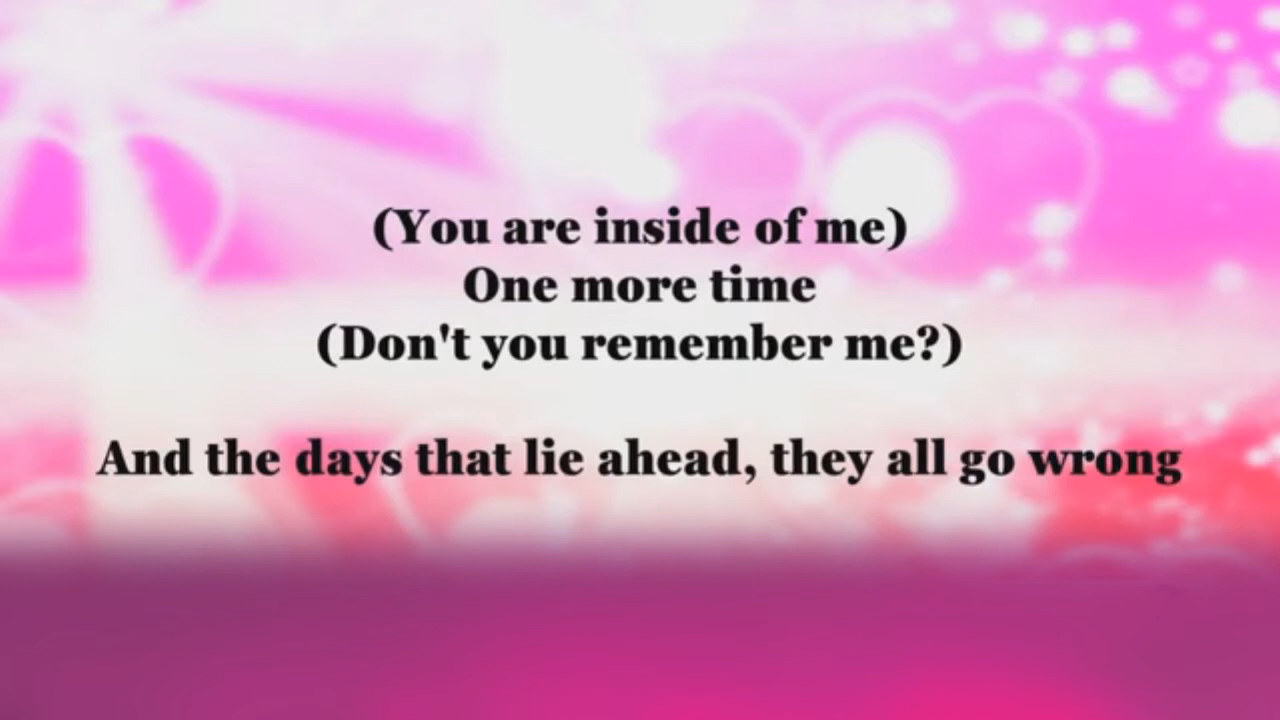 (You are inside of me)
One more time
(Don't you remember me?)
And the days that lie ahead, they all go wrong